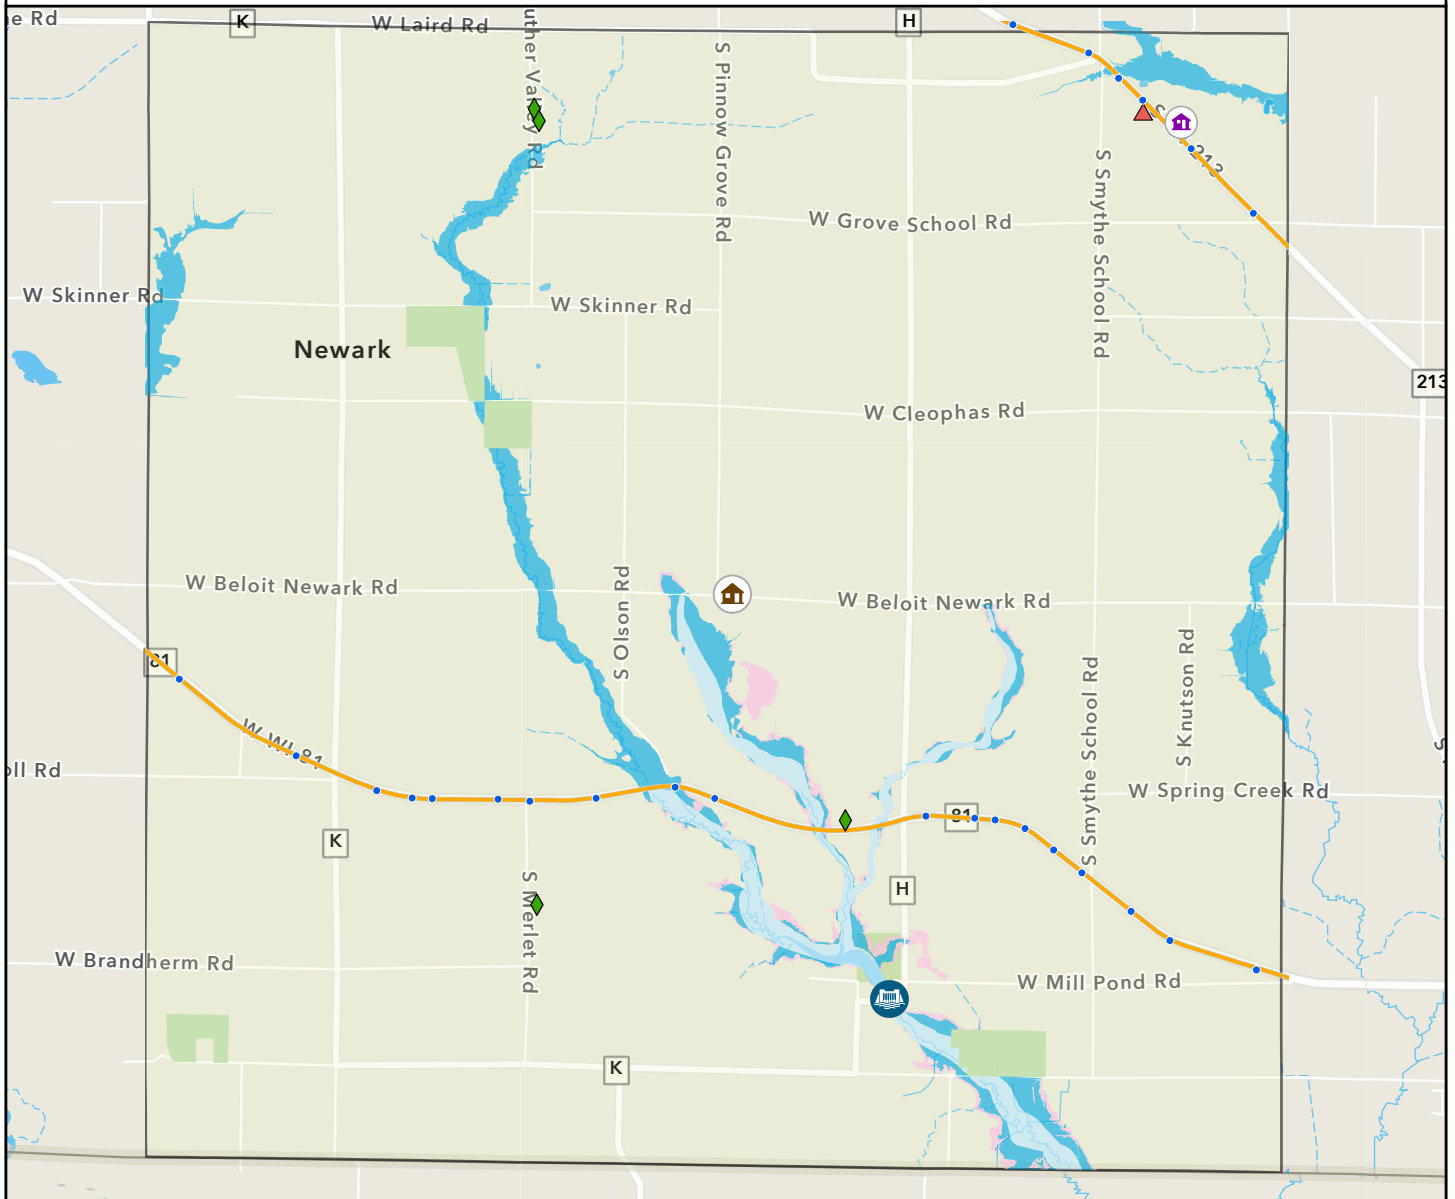 e Rd
K
W Laird Rd
uther Valley Rd
S Pinnow Grove Rd
H
213
W Grove School Rd
S Smythe School Rd
W Skinner Rd
W Skinner Rd
Newark
213
W Cleophas Rd
W Beloit Newark Rd
S Olson Rd
W Beloit Newark Rd
81
W WI-81
S Smythe School Rd
S Knutson Rd
oll Rd
W Spring Creek Rd
81
K
H
S Merlet Rd
W Brandherm Rd
W Mill Pond Rd
K